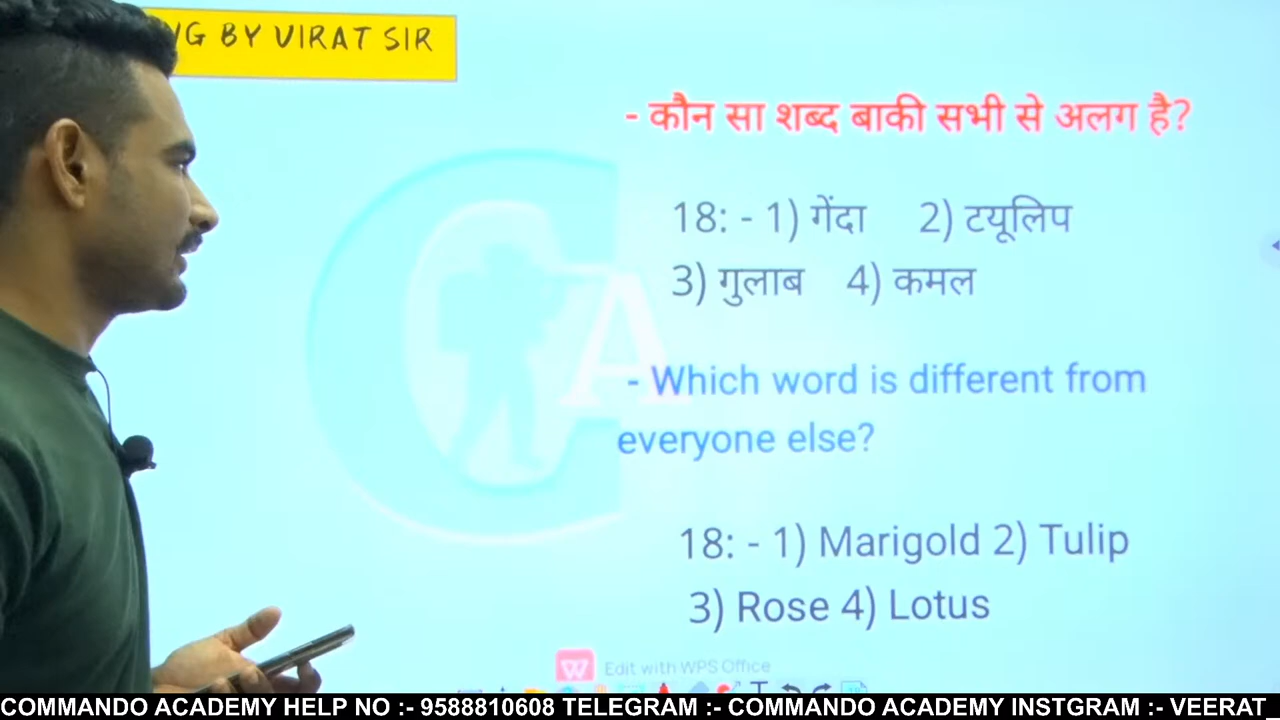 BY VIRAT SIR
- कौन सा शब्द बाकी सभी से अलग है?
18: - 1) गेंदा 2) टयूलिप
3) गुलाब 4) कमल
CA
- Which word is different from
everyone else?
18: - 1) Marigold 2) Tulip
3) Rose 4) Lotus
W Edit with WPS Office
COMMANDO ACADEMY HELP NO :- 9588810608 TELEGRAM :- COMMANDO ACADEMY INSTGRAM :- VEERAT